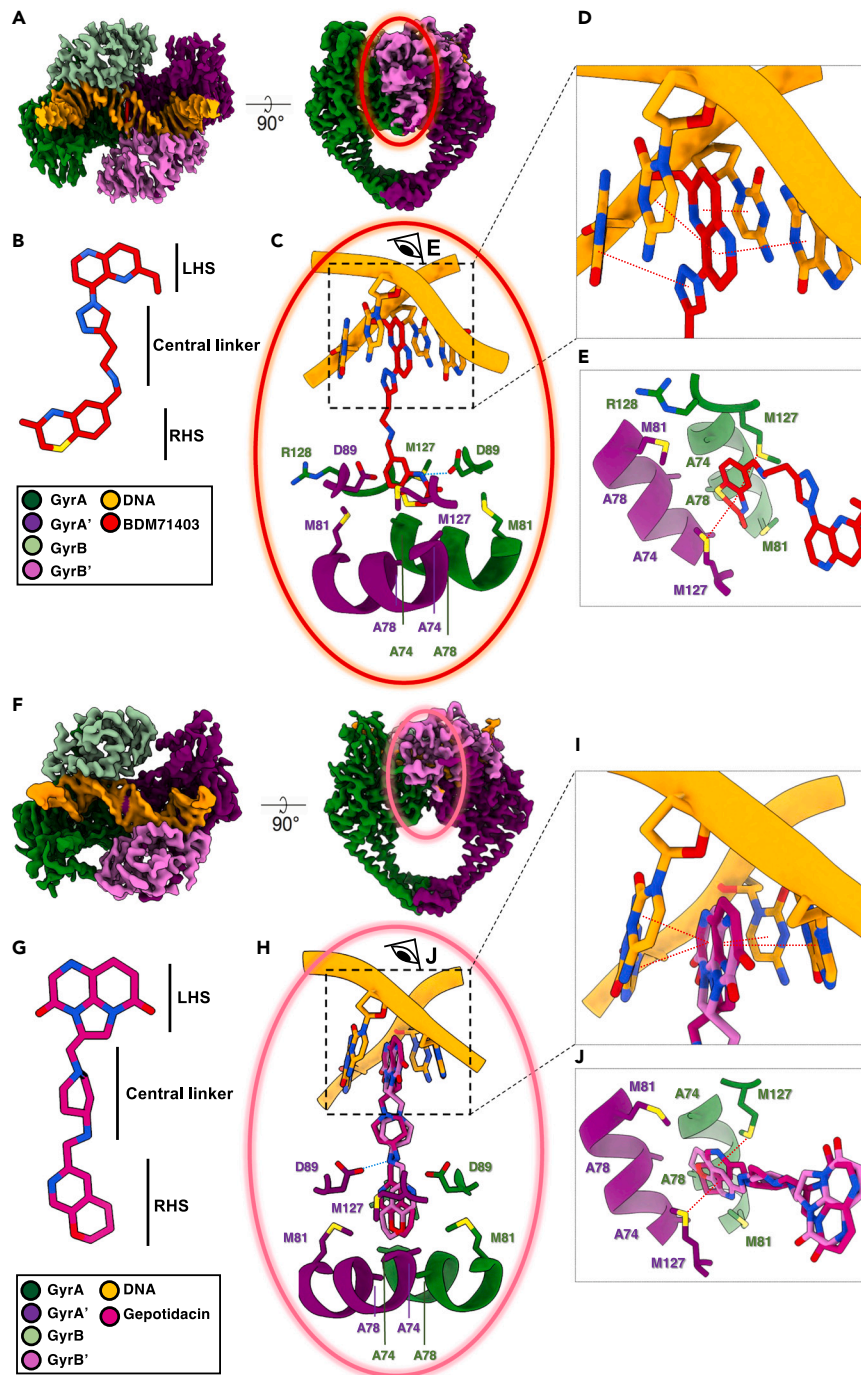 A
90°
D
B
LHS
Central linker
RHS
GyrA
DNA
GyrA’
BDM71403
GyrB
GyrB’
C
E
R128
D89
M127
D89
M81
M127
M81
A78
A74
A74
A78
E
R128
M127
M81
A74
A78
A78
A74
M81
M127
F
90°
I
G
LHS
Central linker
RHS
GyrA
DNA
GyrA’
Gepotidacin
GyrB
GyrB’
H
J
D89
D89
M127
M81
M81
A78
A74
A74
A78
J
M81
A74
M127
A78
A78
A74
M81
M127